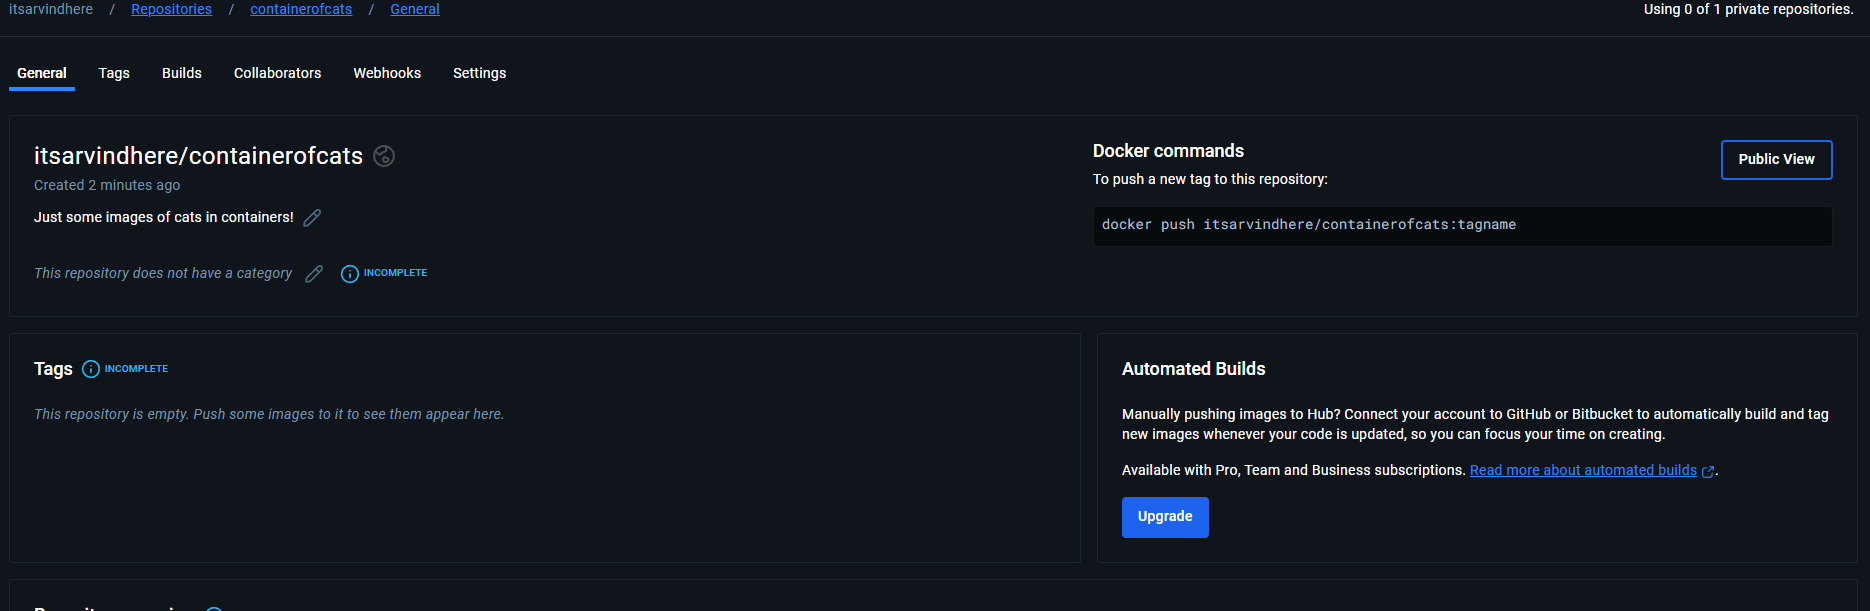 itsarvindhere / Repositories / containerofcats / General
Using 0 of 1 private repositories.
General Tags Builds Collaborators Webhooks Settings
itsarvindhere/containerofcats
Created 2 minutes ago
Just some images of cats in containers!
This repository does not have a category INCOMPLETE
Docker commands
Public View
To push a new tag to this repository:
docker push itsarvindhere/containerofcats:tagname
Tags INCOMPLETE
This repository is empty. Push some images to it to see them appear here.
Automated Builds
Manually pushing images to Hub? Connect your account to GitHub or Bitbucket to automatically build and tag
new images whenever your code is updated, so you can focus your time on creating.
Available with Pro, Team and Business subscriptions. Read more about automated builds.
Upgrade